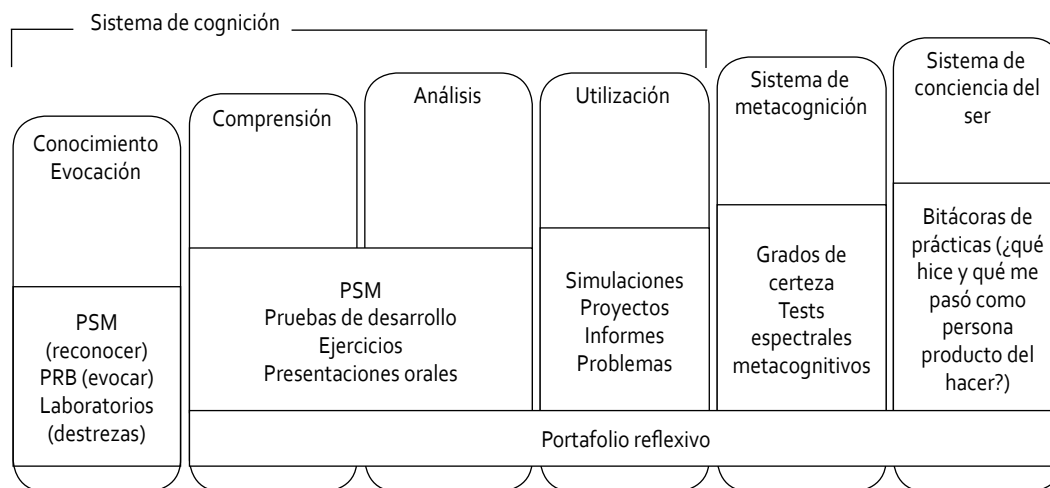 Sistema de cognición
Conocimiento
Evocación
Comprensión
Análisis
Utilización
Sistema de
metacognición
Sistema de
conciencia del
ser
PSM
(reconocer)
PRB (evocar)
Laboratorios
(destrezas)
PSM
Pruebas de desarrollo
Ejercicios
Presentaciones orales
Simulaciones
Proyectos
Informes
Problemas
Grados de
certeza
Tests
espectrales
metacognitivos
Bitácoras de
prácticas (¿qué
hice y qué me
pasó como
persona
producto del
hacer?)
Portafolio reflexivo